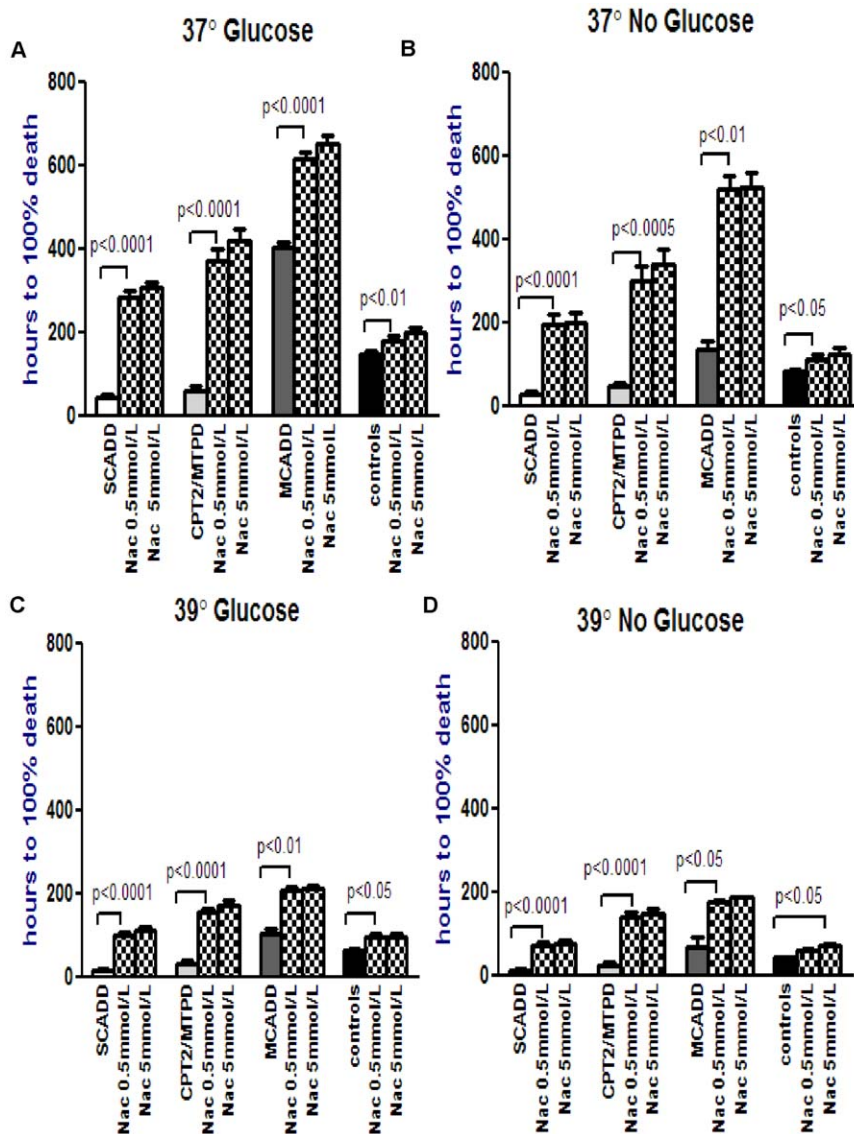 A
37° Glucose
hours to 100% death
800
600
400
200
0
p<0.0001
p<0.0001
p<0.0001
p<0.01
SCADD
Nac 0.5mmol/L
Nac 5mmol/L
CPT2/MTPD
Nac 0.5mmol/L
Nac 5mmol/L
MCADD
Nac 0.5mmol/L
Nac 5mmol/L
controls
Nac 0.5mmol/L
Nac 5mmol/L
B
37° No Glucose
hours to 100% death
800
600
400
200
0
p<0.0001
p<0.0005
p<0.01
p<0.05
SCADD
Nac 0.5mmol/L
Nac 5mmol/L
CPT2/MTPD
Nac 0.5mmol/L
Nac 5mmol/L
MCADD
Nac 0.5mmol/L
Nac 5mmol/L
controls
Nac 0.5mmol/L
Nac 5mmol/L
C
39° Glucose
hours to 100% death
800
600
400
200
0
p<0.0001
p<0.0001
p<0.01
p<0.05
SCADD
Nac 0.5mmol/L
Nac 5mmol/L
CPT2/MTPD
Nac 0.5mmol/L
Nac 5mmol/L
MCADD
Nac 0.5mmol/L
Nac 5mmol/L
controls
Nac 0.5mmol/L
Nac 5mmol/L
D
39° No Glucose
hours to 100% death
800
600
400
200
0
p<0.0001
p<0.0001
p<0.05
p<0.05
SCADD
Nac 0.5mmol/L
Nac 5mmol/L
CPT2/MTPD
Nac 0.5mmol/L
Nac 5mmol/L
MCADD
Nac 0.5mmol/L
Nac 5mmol/L
controls
Nac 0.5mmol/L
Nac 5mmol/L